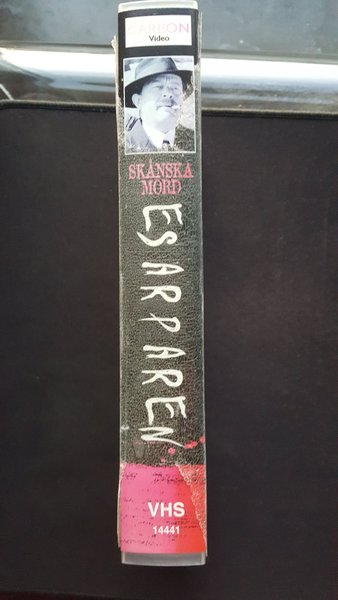 CARLTON
Video
SKÅNSKA
MORD
ESARPAREN
VHS
14441